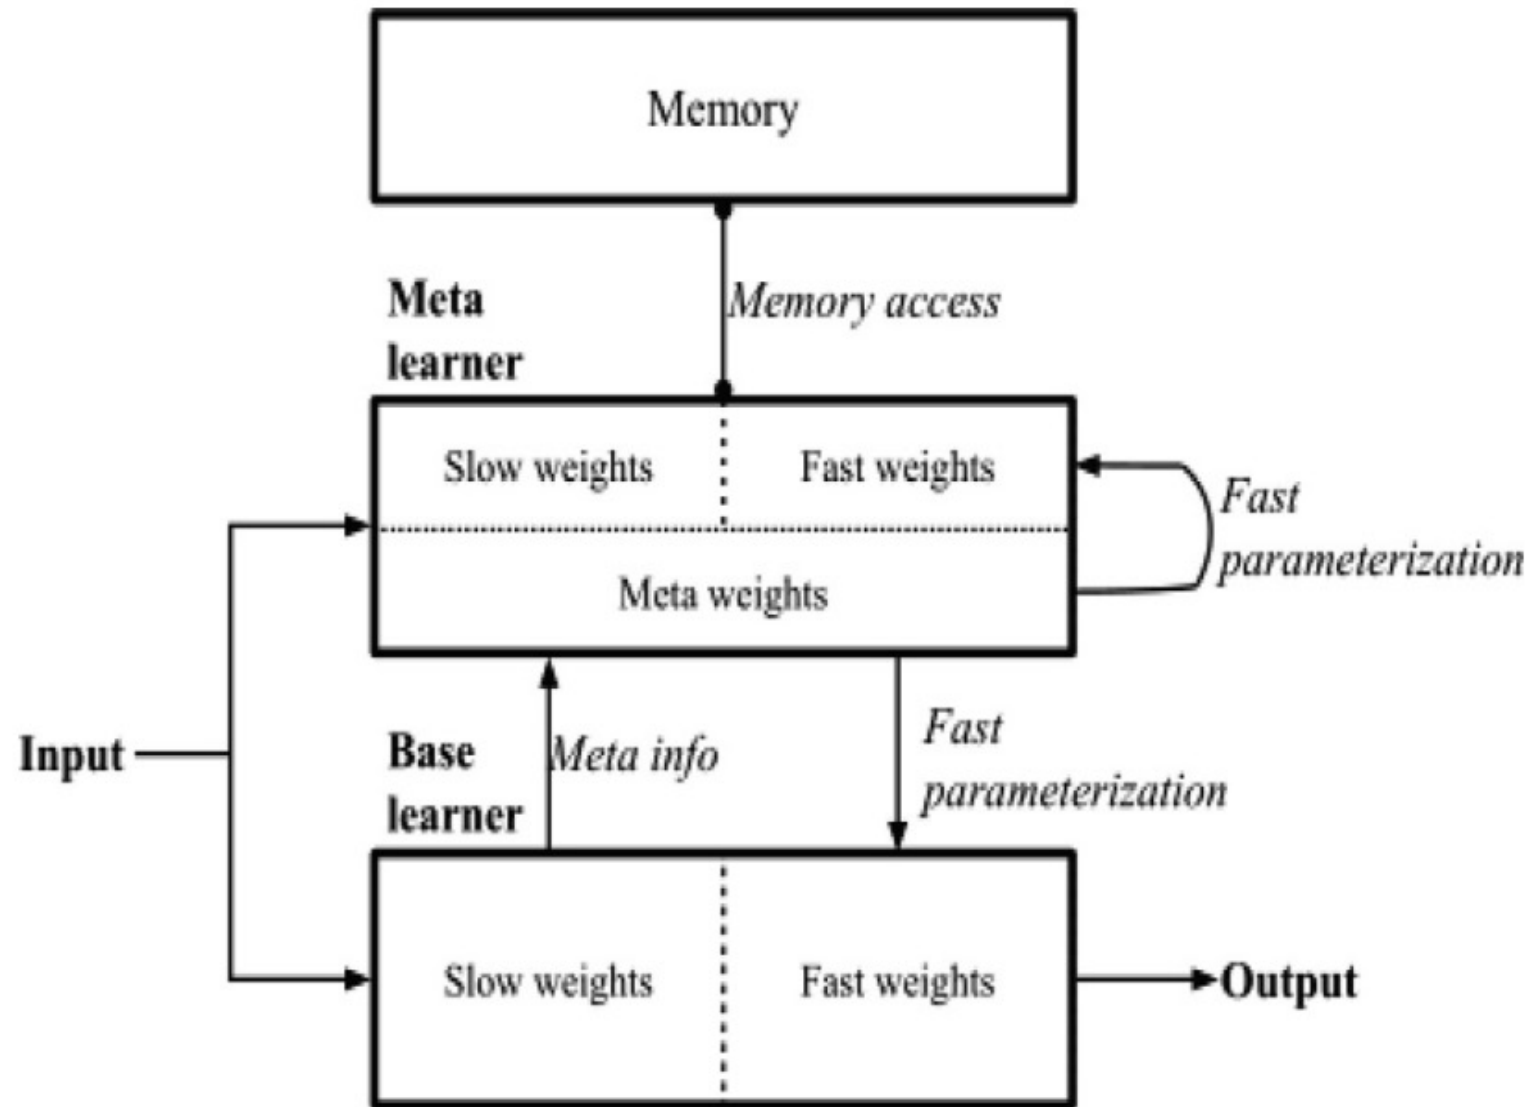 Memory
Meta
learner
Memory access
Slow weights
Fast weights
Fast
parameterization
Meta weights
Input
Base
learner
Meta info
Fast
parameterization
Slow weights
Fast weights
Output